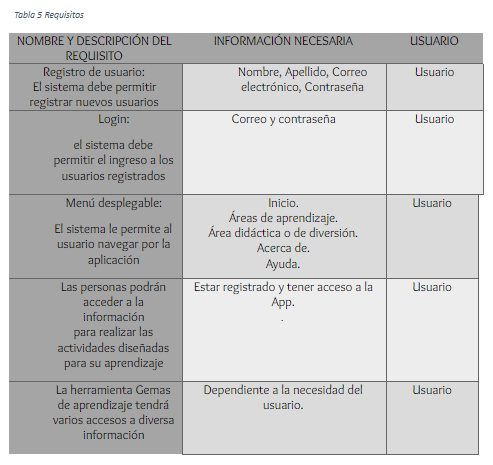 Tabla 5 Requisitos
NOMBRE Y DESCRIPCIÓN DEL
REQUISITO
INFORMACIÓN NECESARIA
USUARIO
Registro de usuario:
El sistema debe permitir
registrar nuevos usuarios
Nombre, Apellido, Correo
electrónico, Contraseña
Usuario
Login:
el sistema debe
permitir el ingreso a los
usuarios registrados
Correo y contraseña
Usuario
Menú desplegable:
El sistema le permite al
usuario navegar por la
aplicación
Inicio.
Áreas de aprendizaje.
Área didáctica o de diversión.
Acerca de.
Ayuda.
Usuario
Las personas podrán
acceder a la
información
para realizar las
actividades diseñadas
para su aprendizaje
Estar registrado y tener acceso a la
App.
.
Usuario
La herramienta Gemas
de aprendizaje tendrá
varios accesos a diversa
información
Dependiente a la necesidad del
usuario.
Usuario